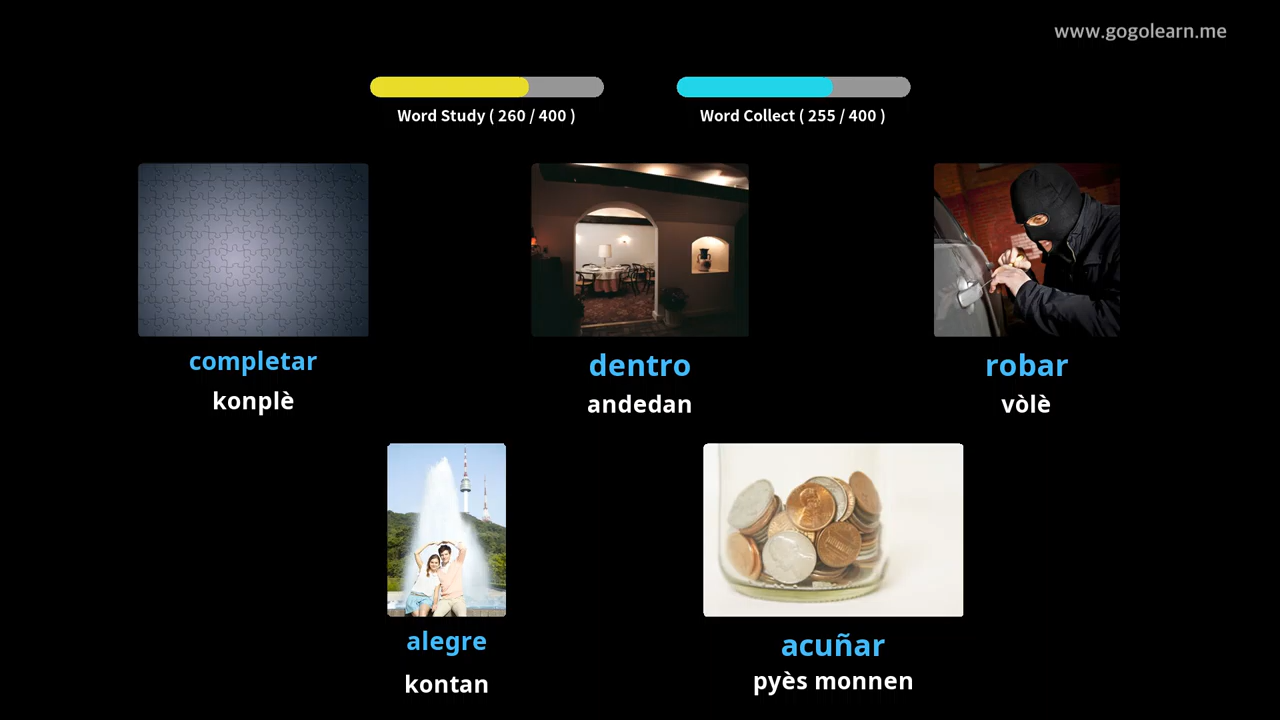 www.gogolearn.me
Word Study ( 260 / 400 )
Word Collect ( 255 / 400 )
completar
konplè
dentro
andedan
robar
vòlè
alegre
kontan
acuñar
pyès monnen